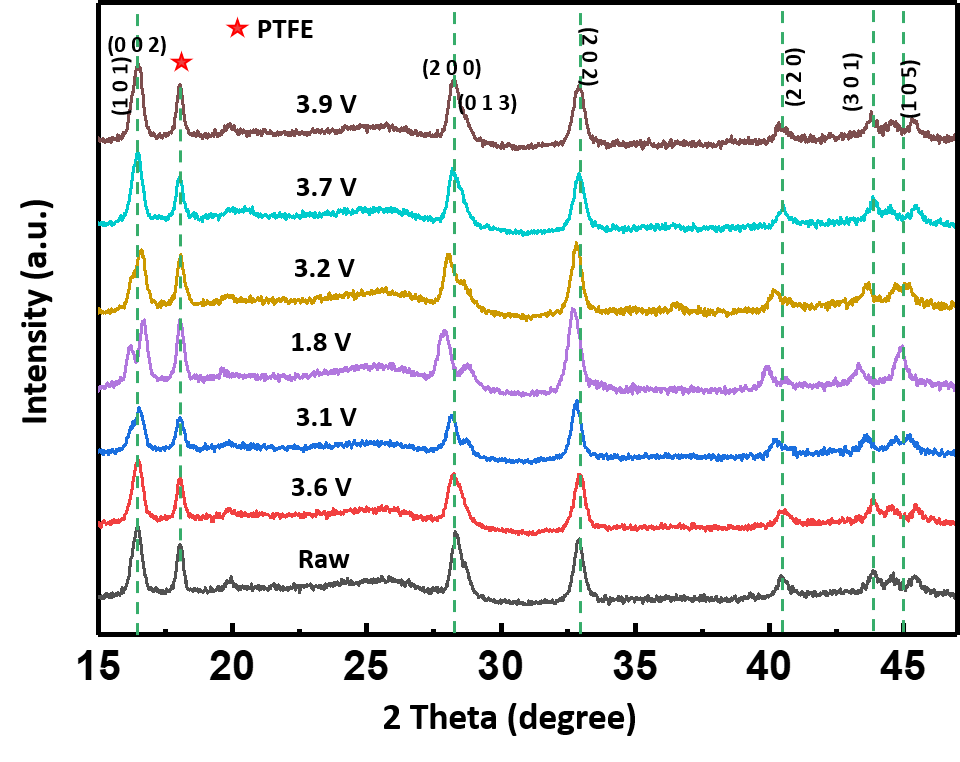 ★ PTFE
(0 0 2)
(1 0 1)
(2 0 0)
(0 1 3)
(2 0 2)
(2 2 0)
(3 0 1)
(1 0 5)
3.9 V
3.7 V
3.2 V
1.8 V
3.1 V
3.6 V
Raw
Intensity (a.u.)
15 20 25 30 35 40 45
2 Theta (degree)